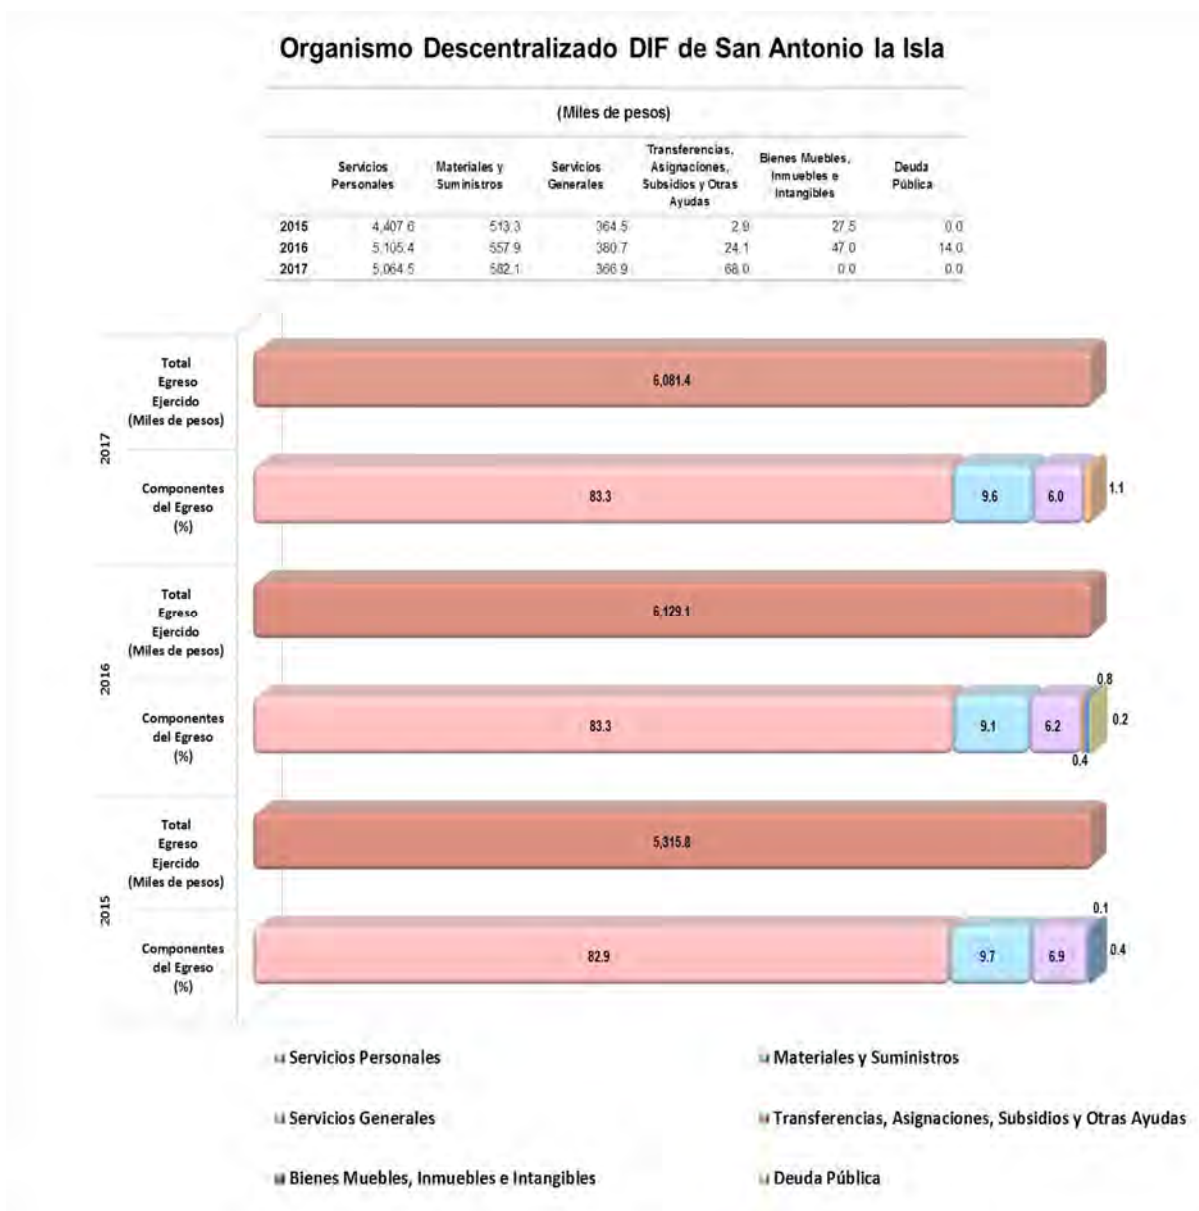 Organismo Descentralizado DIF de San Antonio la Isla
(Miles de pesos)
Servicios Personales
Materiales y Suministros
Servicios Generales
Transferencias, Asignaciones, Subsidios y Otras Ayudas
Bienes Muebles, Inmuebles e Intangibles
Deuda Pública
2015 4,407.6 513.3 364.5 2.9 27.5 0.0
2016 5,105.4 557.9 380.7 24.1 47.0 14.0
2017 5,064.5 582.1 366.9 68.0 0.0 0.0
2017
Total
Egreso
Ejercido
(Miles de pesos)
6,081.4
Componentes
del Egreso
(%)
83.3 9.6 6.0 1.1
2016
Total
Egreso
Ejercido
(Miles de pesos)
6,129.1
Componentes
del Egreso
(%)
83.3 9.1 6.2 0.4 0.8 0.2
2015
Total
Egreso
Ejercido
(Miles de pesos)
5,315.8
Componentes
del Egreso
(%)
82.9 9.7 6.9 0.1 0.4
Servicios Personales
Materiales y Suministros
Servicios Generales
Transferencias, Asignaciones, Subsidios y Otras Ayudas
Bienes Muebles, Inmuebles e Intangibles
Deuda Pública